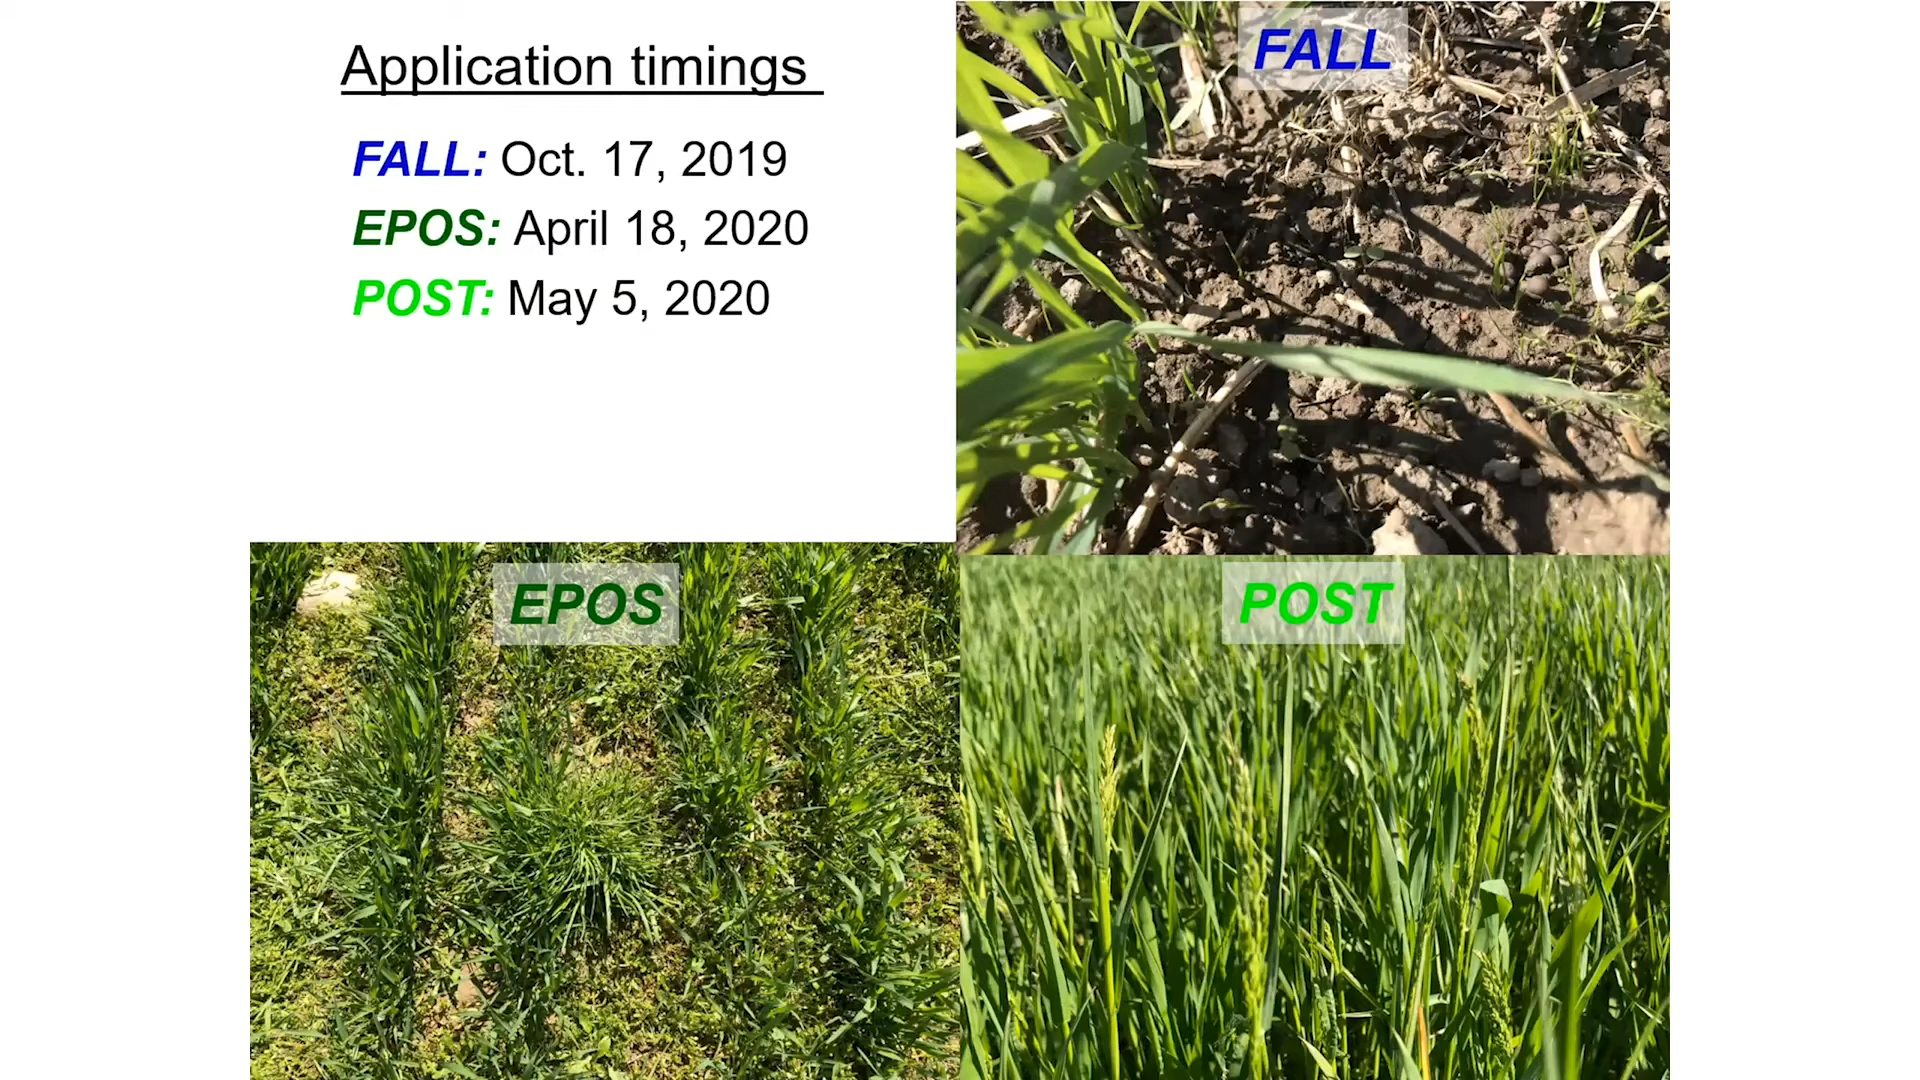 Application timings
FALL: Oct. 17, 2019
EPOS: April 18, 2020
POST: May 5, 2020
FALL
EPOS
POST